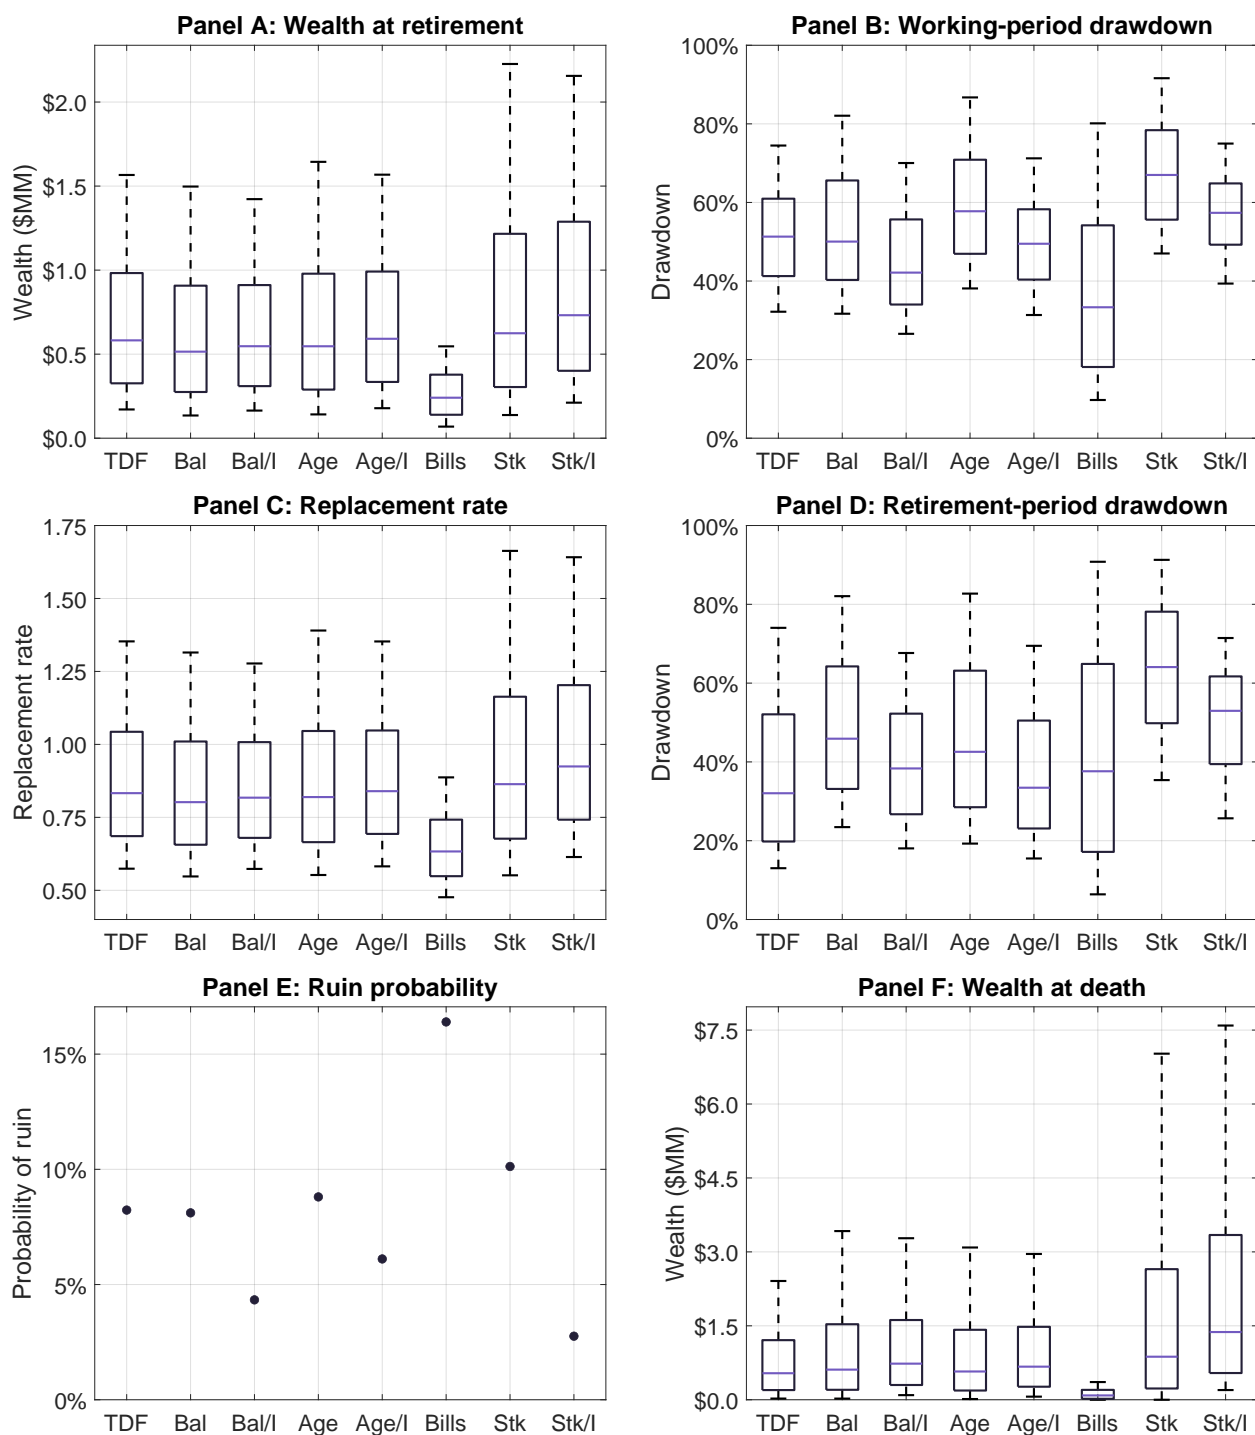 Panel A: Wealth at retirement
Wealth ($MM)
$2.0
$1.5
$1.0
$0.5
$0.0
TDF Bal Bal/I Age Age/I Bills Stk Stk/I
Panel B: Working-period drawdown
Drawdown
100%
80%
60%
40%
20%
0%
TDF Bal Bal/I Age Age/I Bills Stk Stk/I
Panel C: Replacement rate
Replacement rate
1.75
1.50
1.25
1.00
0.75
0.50
TDF Bal Bal/I Age Age/I Bills Stk Stk/I
Panel D: Retirement-period drawdown
Drawdown
100%
80%
60%
40%
20%
0%
TDF Bal Bal/I Age Age/I Bills Stk Stk/I
Panel E: Ruin probability
Probability of ruin
15%
10%
5%
0%
TDF Bal Bal/I Age Age/I Bills Stk Stk/I
Panel F: Wealth at death
Wealth ($MM)
$7.5
$6.0
$4.5
$3.0
$1.5
$0.0
TDF Bal Bal/I Age Age/I Bills Stk Stk/I